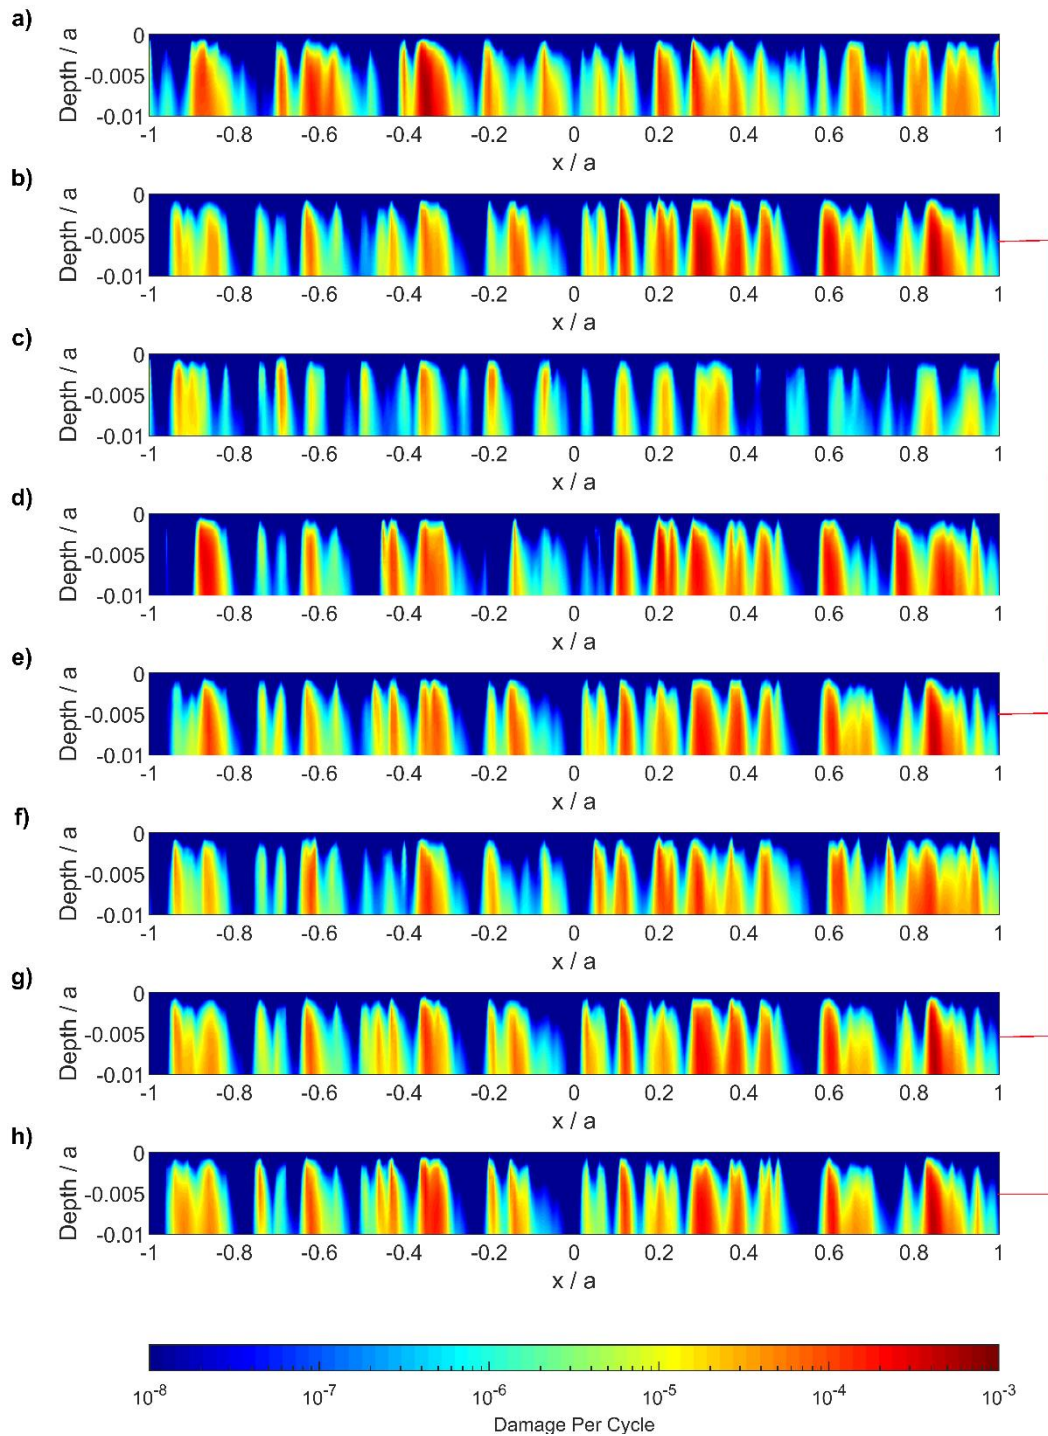 a)
Depth / a
0
-0.005
-0.01
-1 -0.8 -0.6 -0.4 -0.2 0 0.2 0.4 0.6 0.8 1
x / a
b)
Depth / a
0
-0.005
-0.01
-1 -0.8 -0.6 -0.4 -0.2 0 0.2 0.4 0.6 0.8 1
x / a
c)
Depth / a
0
-0.005
-0.01
-1 -0.8 -0.6 -0.4 -0.2 0 0.2 0.4 0.6 0.8 1
x / a
d)
Depth / a
0
-0.005
-0.01
-1 -0.8 -0.6 -0.4 -0.2 0 0.2 0.4 0.6 0.8 1
x / a
e)
Depth / a
0
-0.005
-0.01
-1 -0.8 -0.6 -0.4 -0.2 0 0.2 0.4 0.6 0.8 1
x / a
f)
Depth / a
0
-0.005
-0.01
-1 -0.8 -0.6 -0.4 -0.2 0 0.2 0.4 0.6 0.8 1
x / a
g)
Depth / a
0
-0.005
-0.01
-1 -0.8 -0.6 -0.4 -0.2 0 0.2 0.4 0.6 0.8 1
x / a
h)
Depth / a
0
-0.005
-0.01
-1 -0.8 -0.6 -0.4 -0.2 0 0.2 0.4 0.6 0.8 1
x / a
10⁻⁸ 10⁻⁷ 10⁻⁶ 10⁻⁵ 10⁻⁴ 10⁻³
Damage Per Cycle